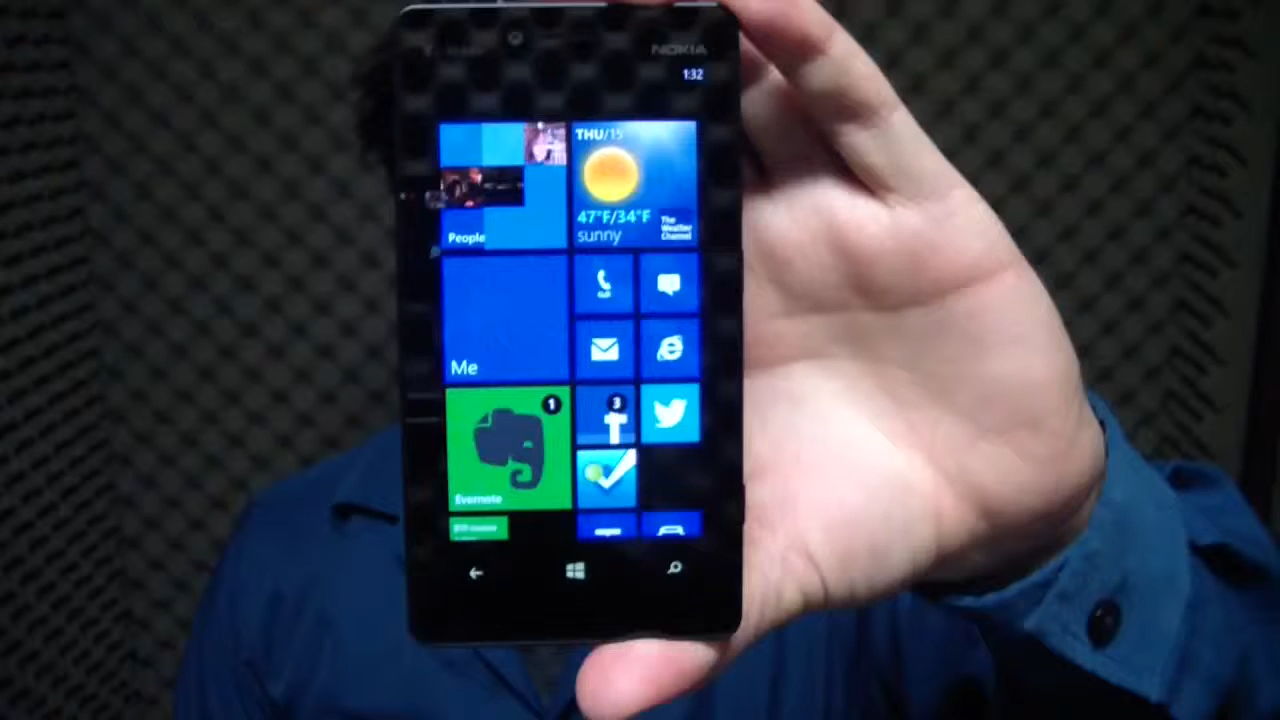 NOKIA
1:32
THU/15
47°F/34°F
sunny
The
Weather
Channel
People
Me
1
3
Evernote